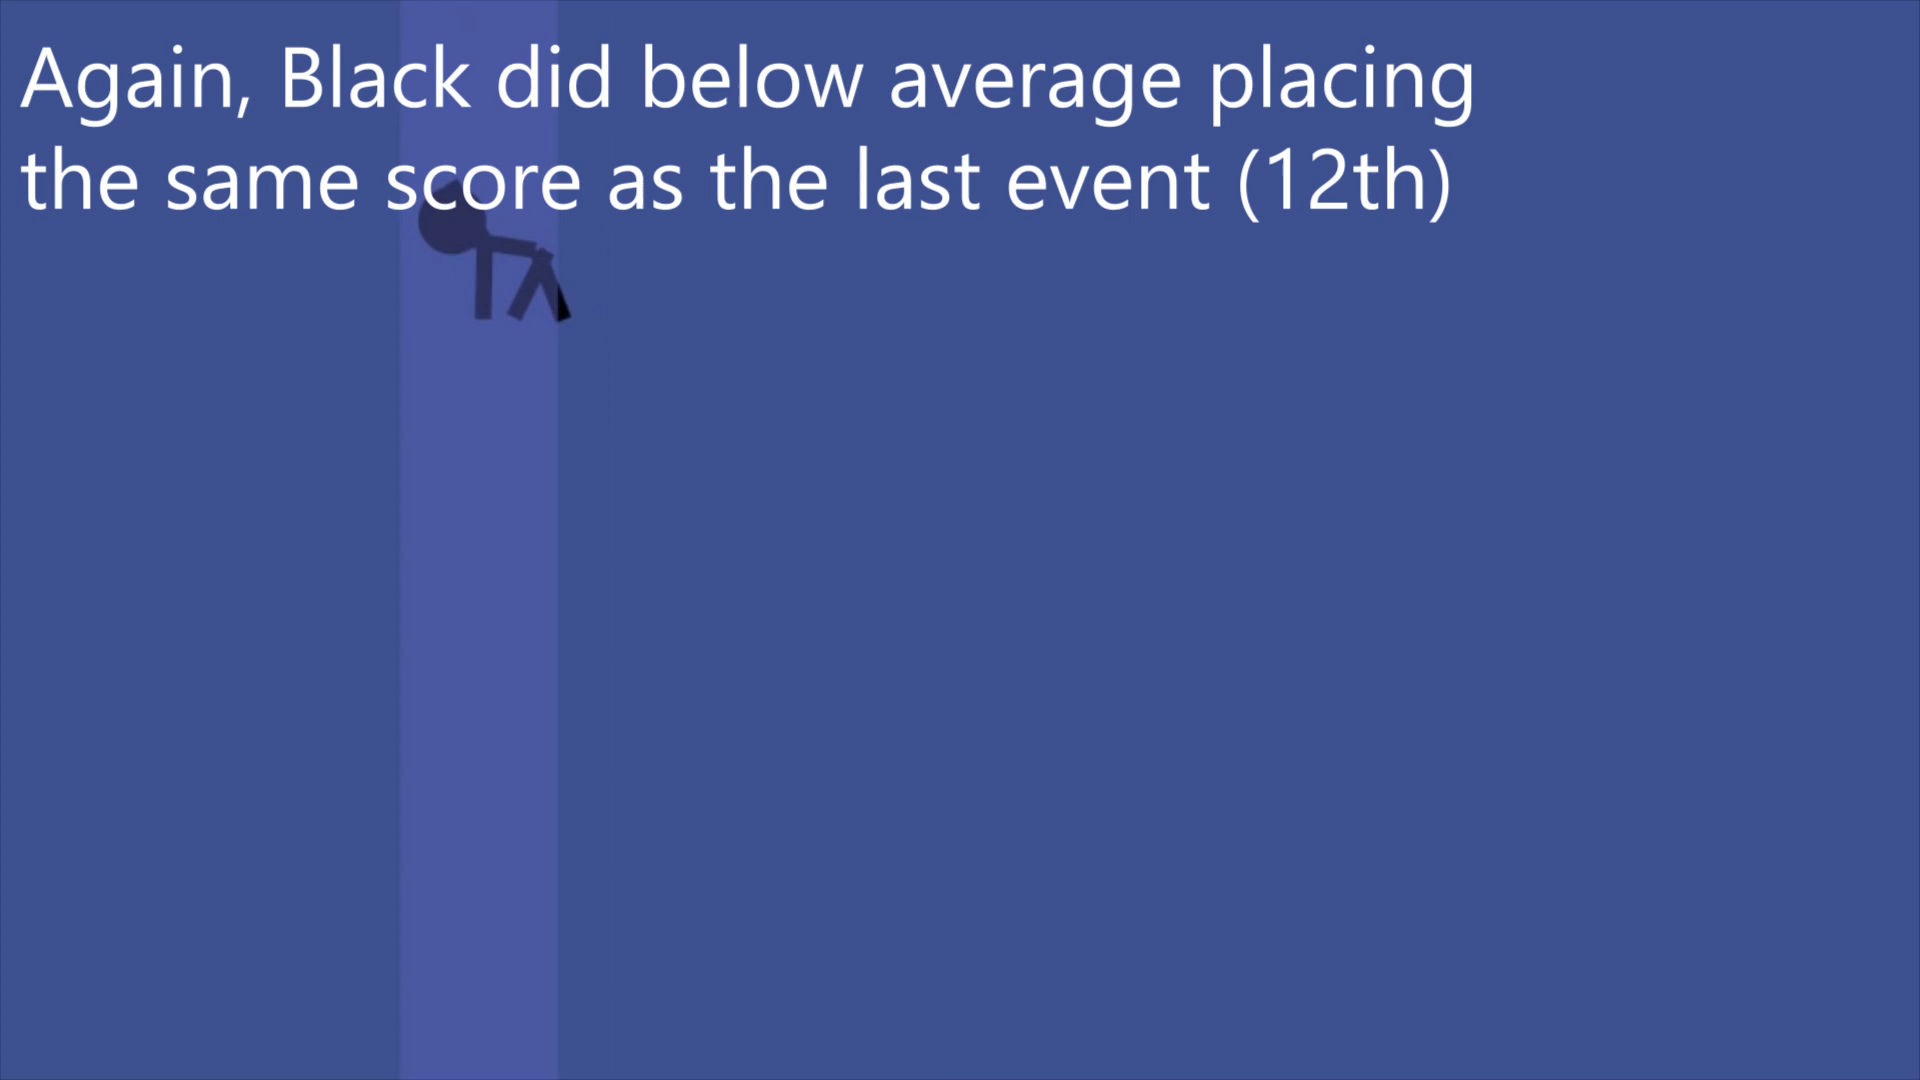 Again, Black did below average placing
the same score as the last event (12th)